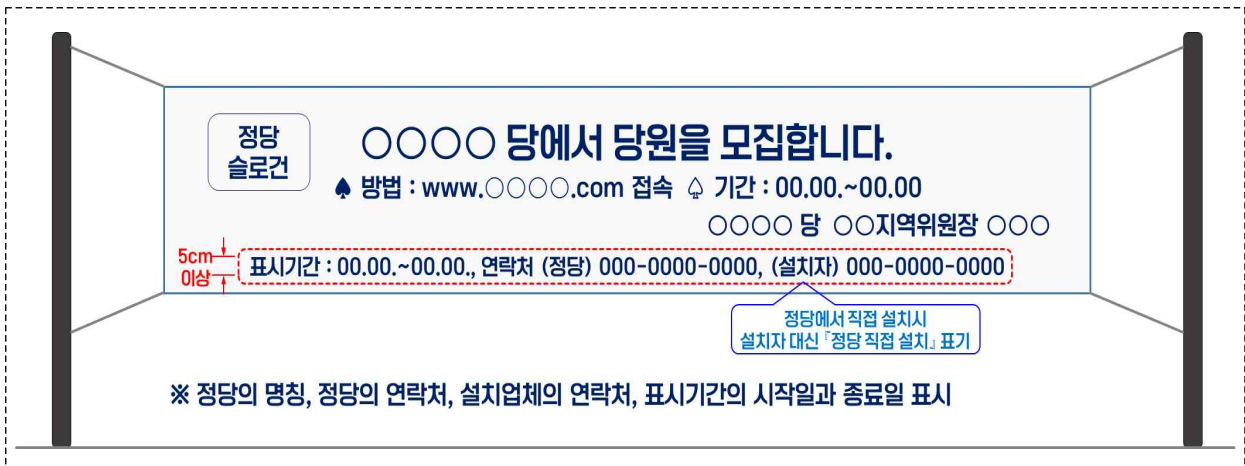 정당
슬로건
○○○○ 당에서 당원을 모집합니다.
♠ 방법 : www.○○○○.com 접속 ♤ 기간 : 00.00.~00.00
○○○○ 당 ○○지역위원장 ○○○
5cm
이상
표시기간 : 00.00.~00.00., 연락처 (정당) 000-0000-0000, (설치자) 000-0000-0000
정당에서 직접 설치시
설치자 대신 『정당 직접 설치』 표기
※ 정당의 명칭, 정당의 연락처, 설치업체의 연락처, 표시기간의 시작일과 종료일 표시